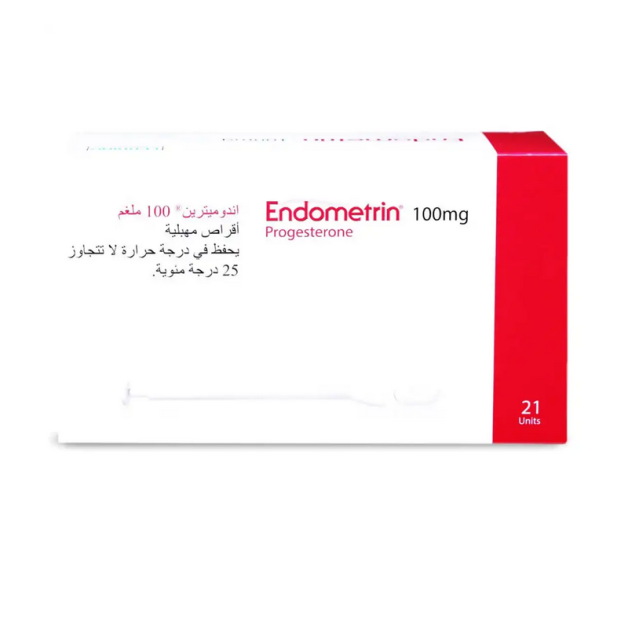 Endometrin® 100mg
Progesterone
اندوميترين® 100 ملغم
أقراص مهبلية
يحفظ في درجة حرارة لا تتجاوز
25 درجة مئوية.
21
Units